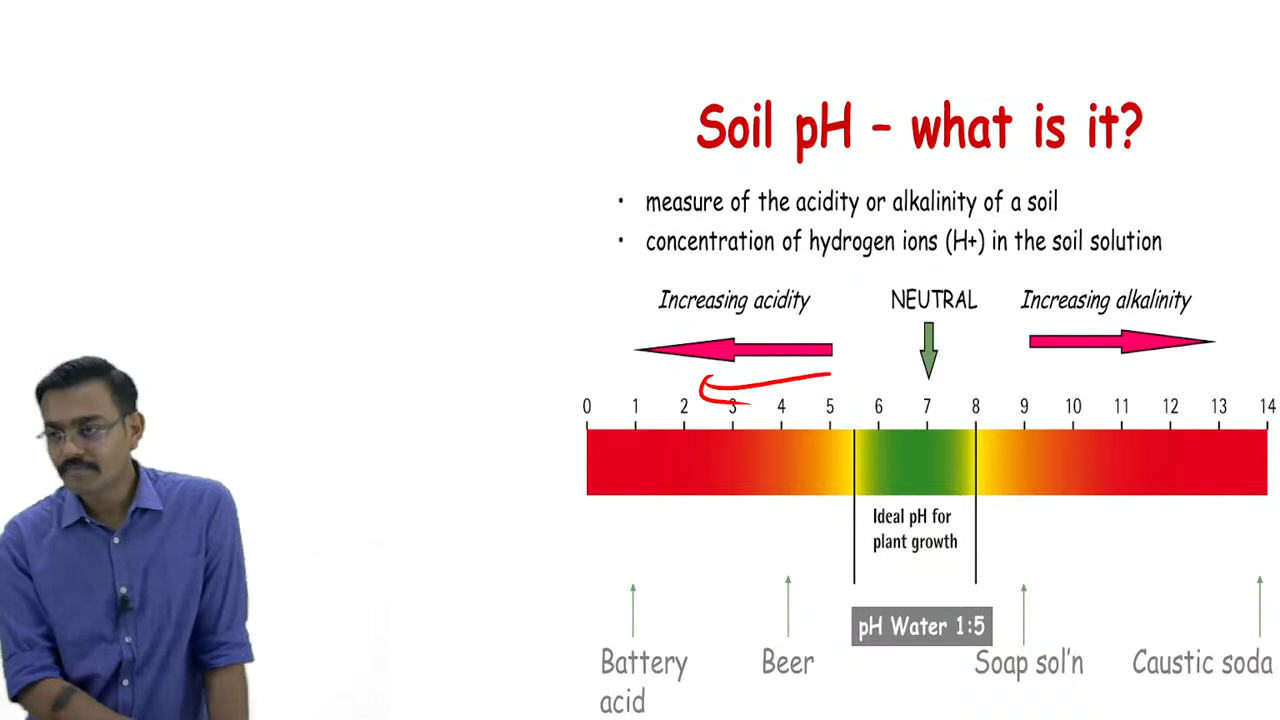 Soil pH – what is it?
• measure of the acidity or alkalinity of a soil
• concentration of hydrogen ions (H+) in the soil solution
Increasing acidity NEUTRAL Increasing alkalinity
0 1 2 3 4 5 6 7 8 9 10 11 12 13 14
Ideal pH for
plant growth
pH Water 1:5
Battery acid
Beer
Soap sol'n
Caustic soda